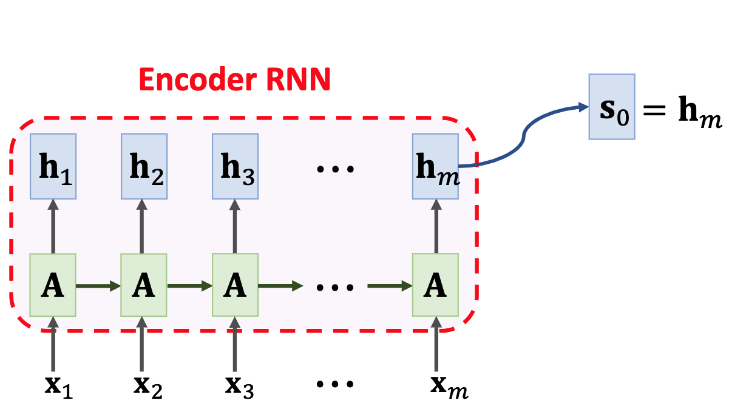 Encoder RNN
s₀ = hₘ
h₁ h₂ h₃ ⋯ hₘ
A A A ⋯ A
x₁ x₂ x₃ ⋯ xₘ